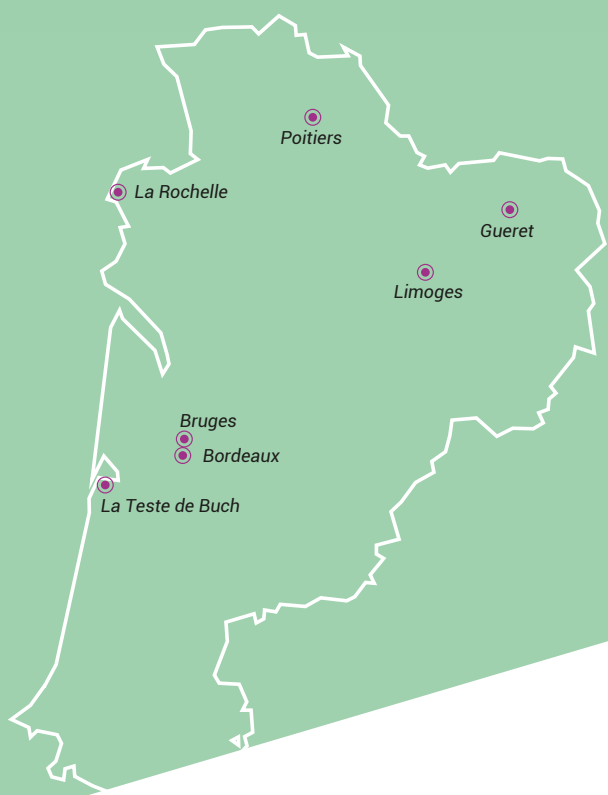 Poitiers
La Rochelle
Gueret
Limoges
Bruges
Bordeaux
La Teste de Buch